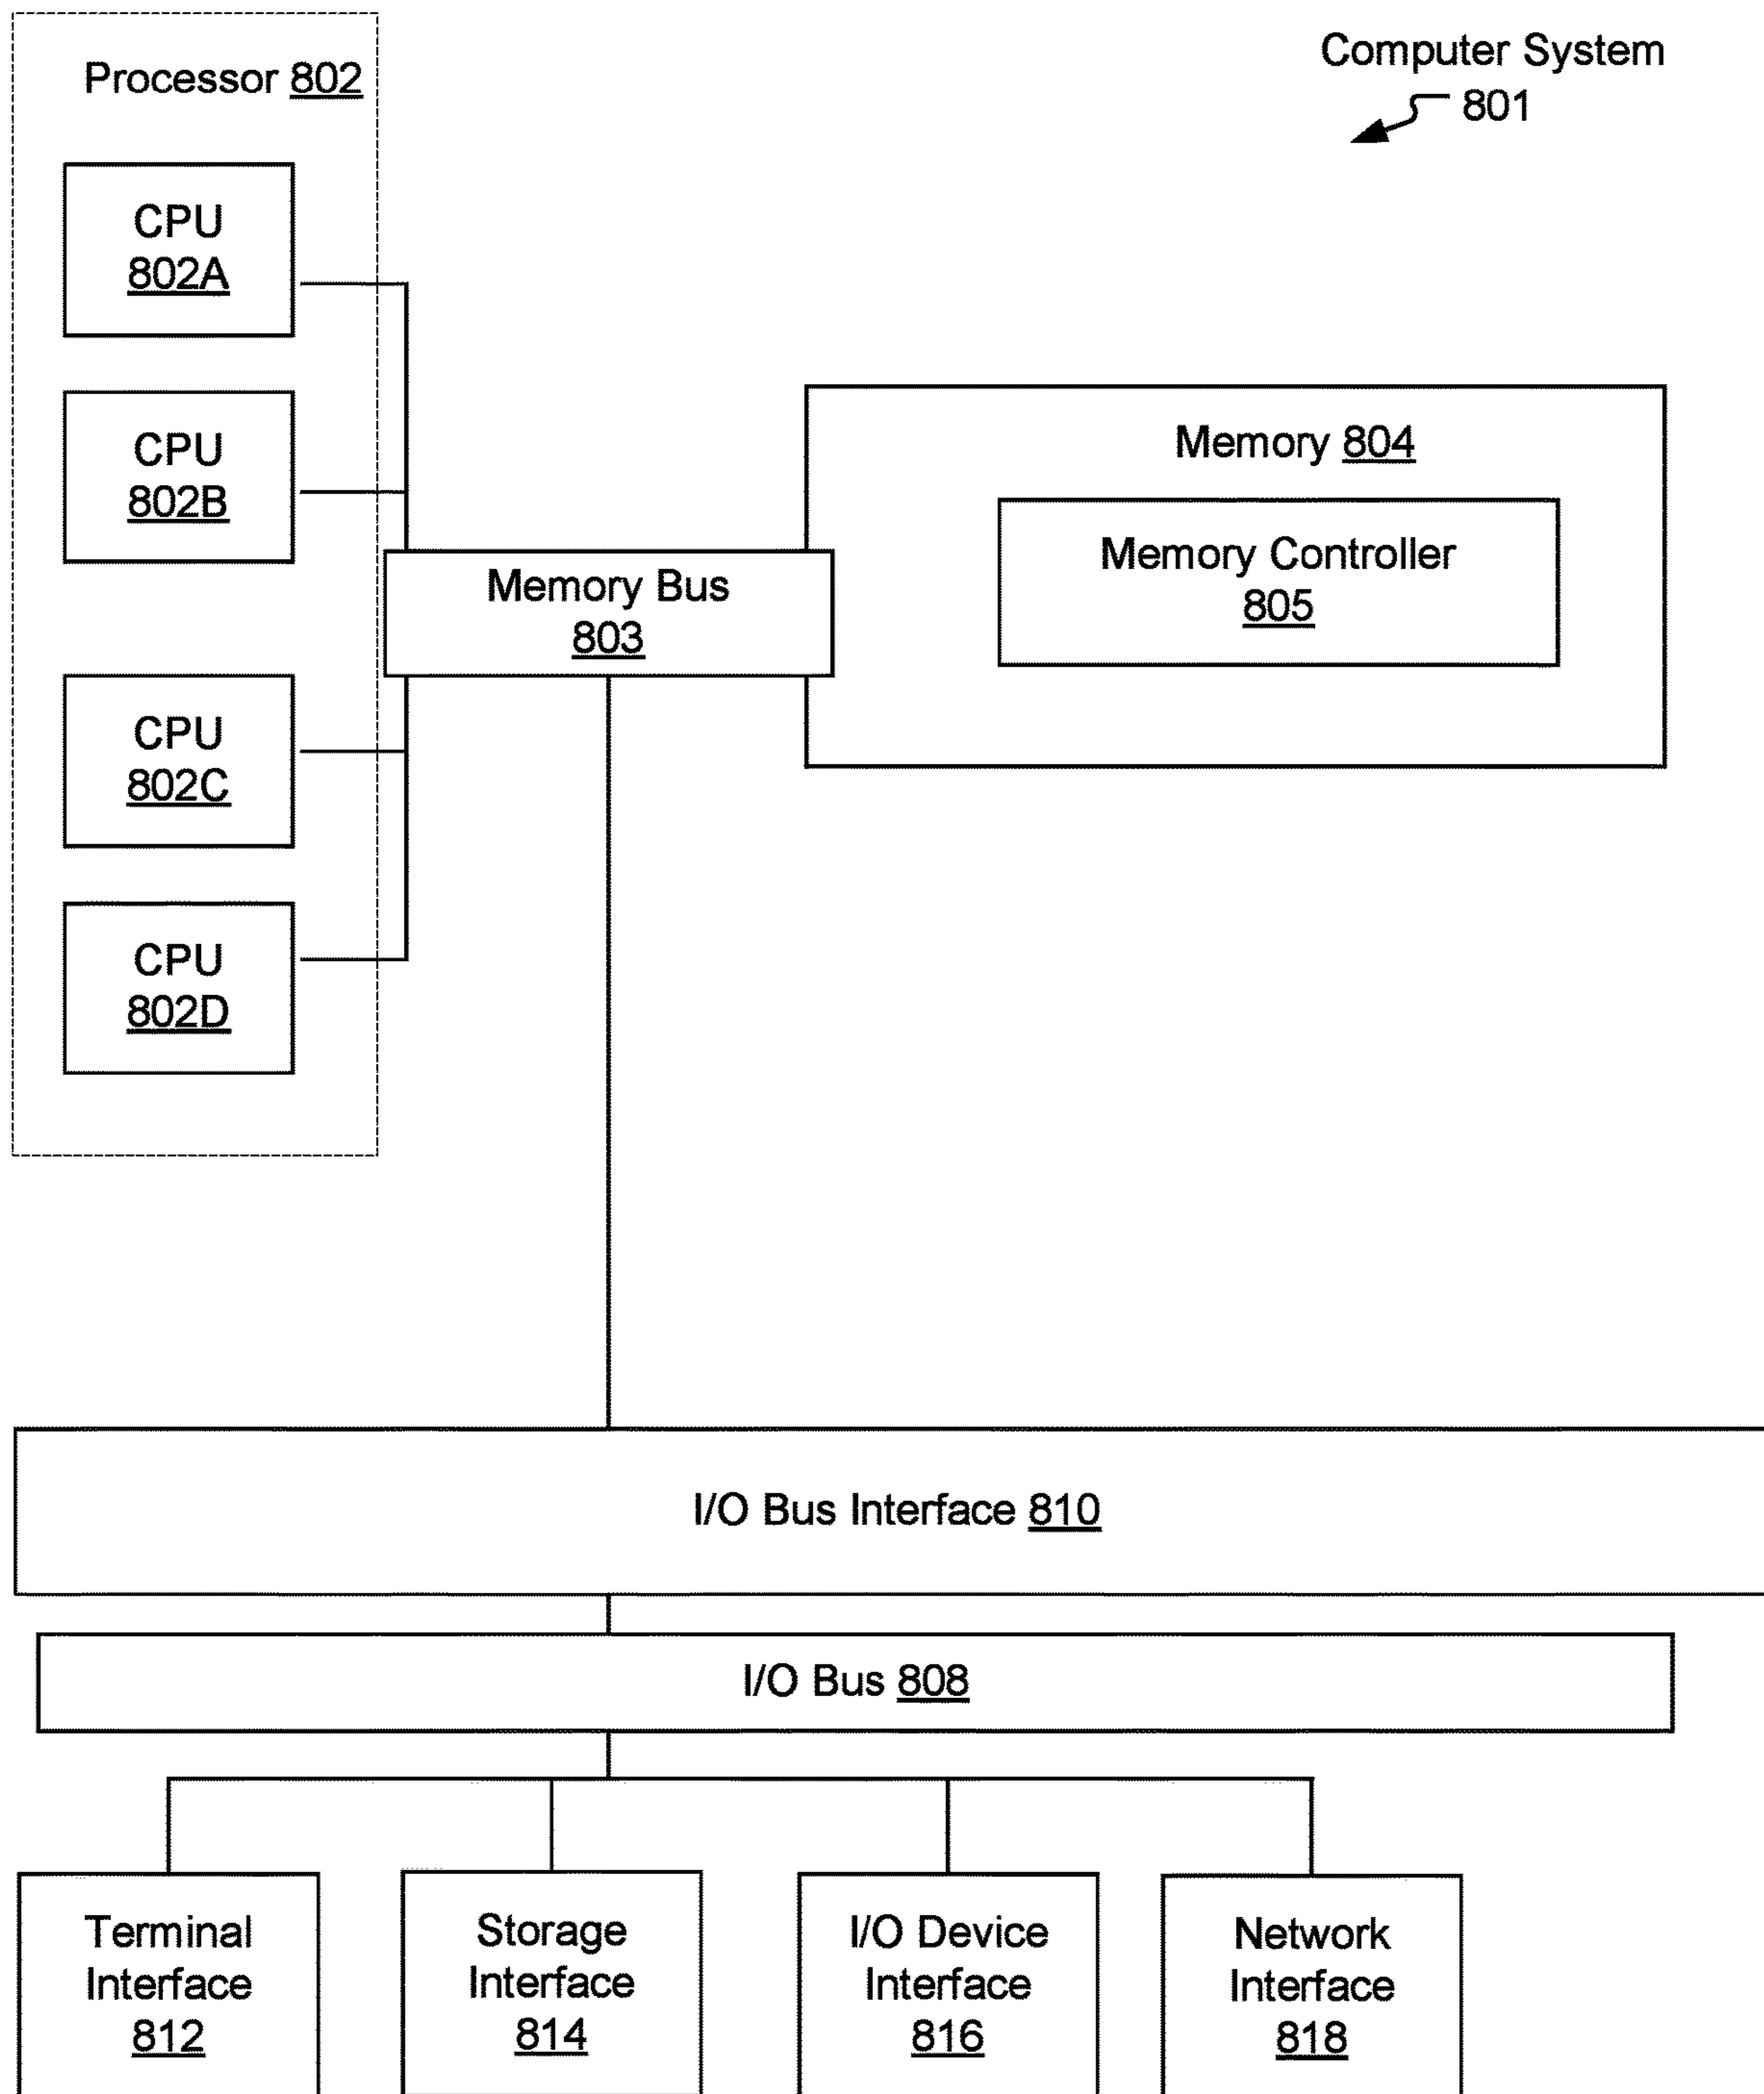 Computer System
801
Processor 802
CPU
802A
CPU
802B
CPU
802C
CPU
802D
Memory Bus
803
Memory 804
Memory Controller
805
I/O Bus Interface 810
I/O Bus 808
Terminal
Interface
812
Storage
Interface
814
I/O Device
Interface
816
Network
Interface
818